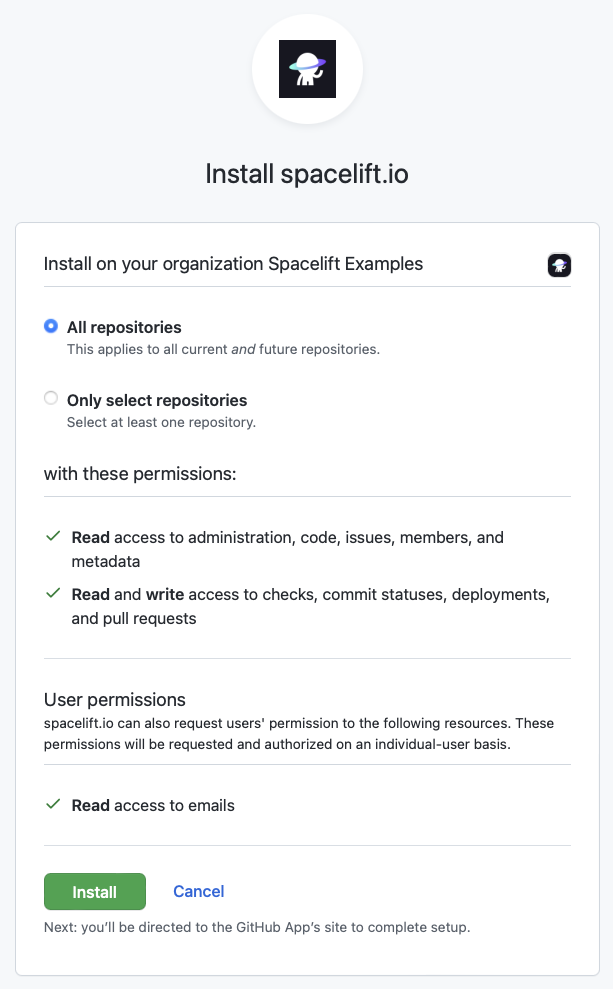 Install spacelift.io
Install on your organization Spacelift Examples
All repositories
This applies to all current and future repositories.
Only select repositories
Select at least one repository.
with these permissions:
Read access to administration, code, issues, members, and
metadata
Read and write access to checks, commit statuses, deployments,
and pull requests
User permissions
spacelift.io can also request users' permission to the following resources. These
permissions will be requested and authorized on an individual-user basis.
Read access to emails
Install Cancel
Next: you’ll be directed to the GitHub App’s site to complete setup.